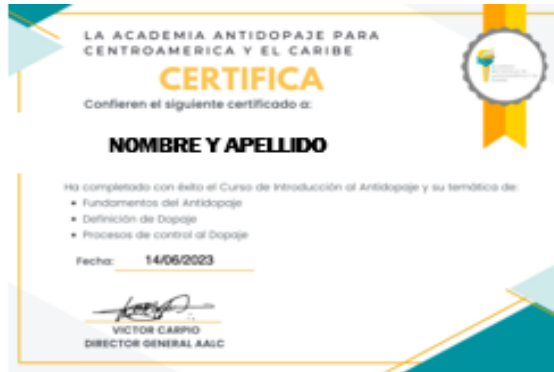 LA ACADEMIA ANTIDOPAJE PARA
CENTROAMERICA Y EL CARIBE
CERTIFICA
Confieren el siguiente certificado a:
NOMBRE Y APELLIDO
Ha completado con éxito el Curso de Introducción al Antidopaje y su temática de:
• Fundamentos del Antidopaje
• Definición de Dopaje
• Procesos de control al Dopaje
Fecha: 14/06/2023
VICTOR CARPIO
DIRECTOR GENERAL AALC